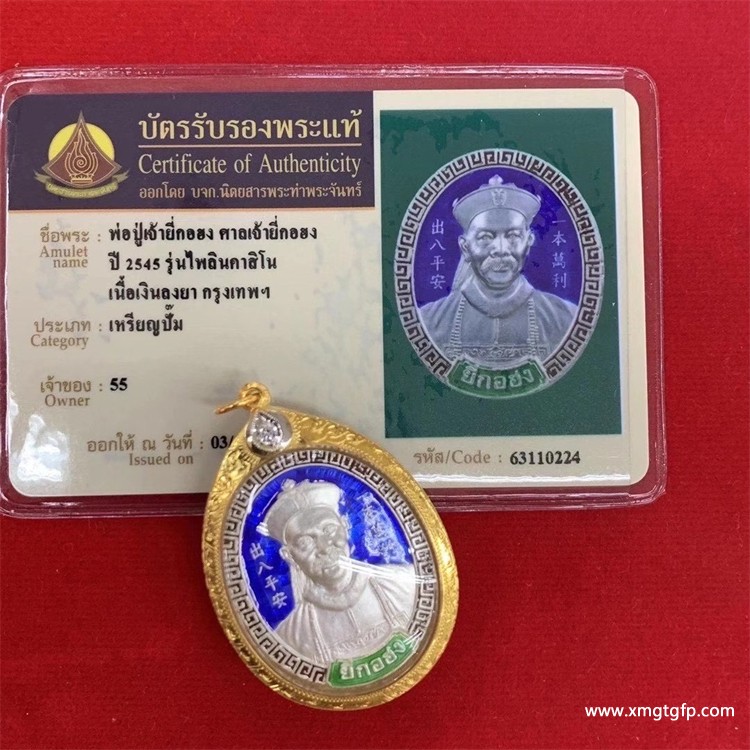 บัตรรับรองพระแท้
Certificate of Authenticity
ออกโดย บจก.นิตยสารพระท่าพระจันทร์
ชื่อพระ : พ่อปู่เจ้ายี่กอฮง ศาลเจ้ายี่กอฮง
Amulet name
ปี 2545 รุ่นไพลินคาสิโน
เนื้อเงินลงยา กรุงเทพฯ
ประเภท : เหรียญปั๊ม
Category
เจ้าของ : 55
Owner
ออกให้ ณ วันที่ : 03/
Issued on
出八平安
一本萬利
ยี่กอฮง
รหัส/Code : 63110224
出八平安
ยี่กอฮง
www.xmgtgfp.com